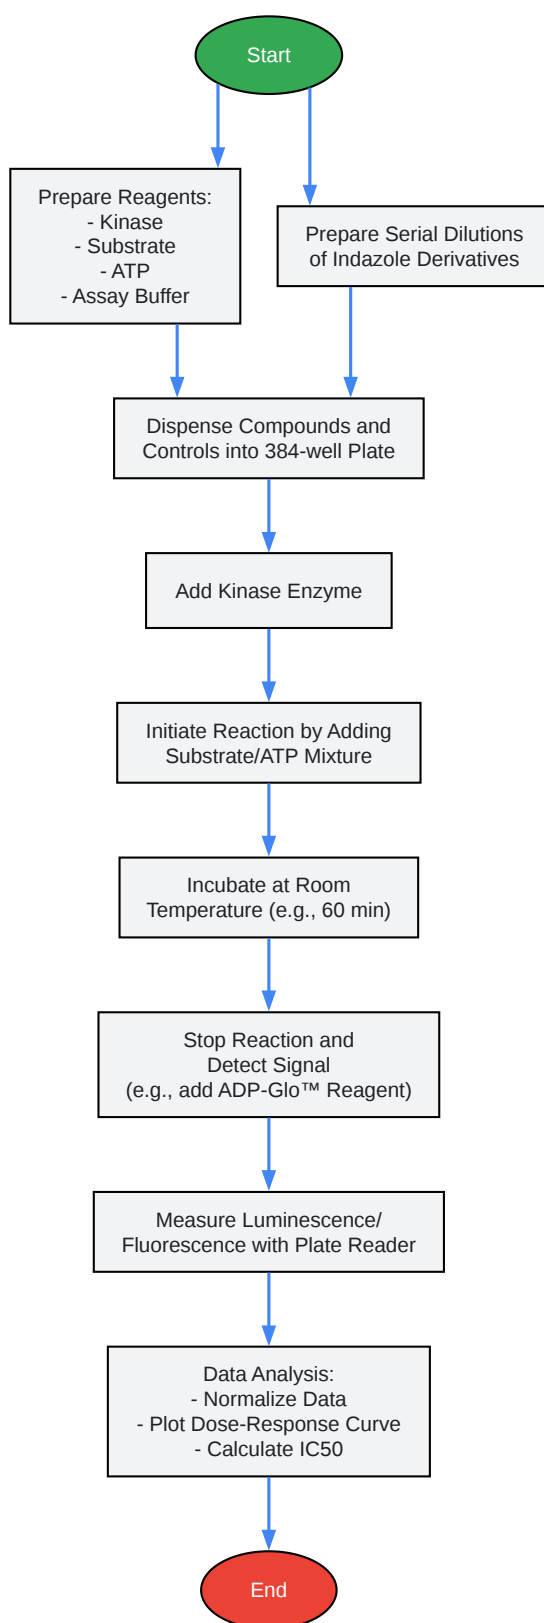 Start
Prepare Reagents:
- Kinase
- Substrate
- ATP
- Assay Buffer
Prepare Serial Dilutions
of Indazole Derivatives
Dispense Compounds and
Controls into 384-well Plate
Add Kinase Enzyme
Initiate Reaction by Adding
Substrate/ATP Mixture
Incubate at Room
Temperature (e.g., 60 min)
Stop Reaction and
Detect Signal
(e.g., add ADP-Glo™ Reagent)
Measure Luminescence/
Fluorescence with Plate Reader
Data Analysis:
- Normalize Data
- Plot Dose-Response Curve
- Calculate IC50
End